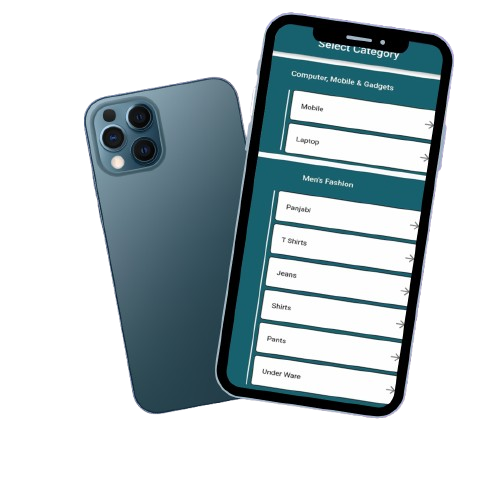 Select Category
Computer, Mobile & Gadgets
Mobile
Laptop
Men's Fashion
Panjabi
T Shirts
Jeans
Shirts
Pants
Under Ware